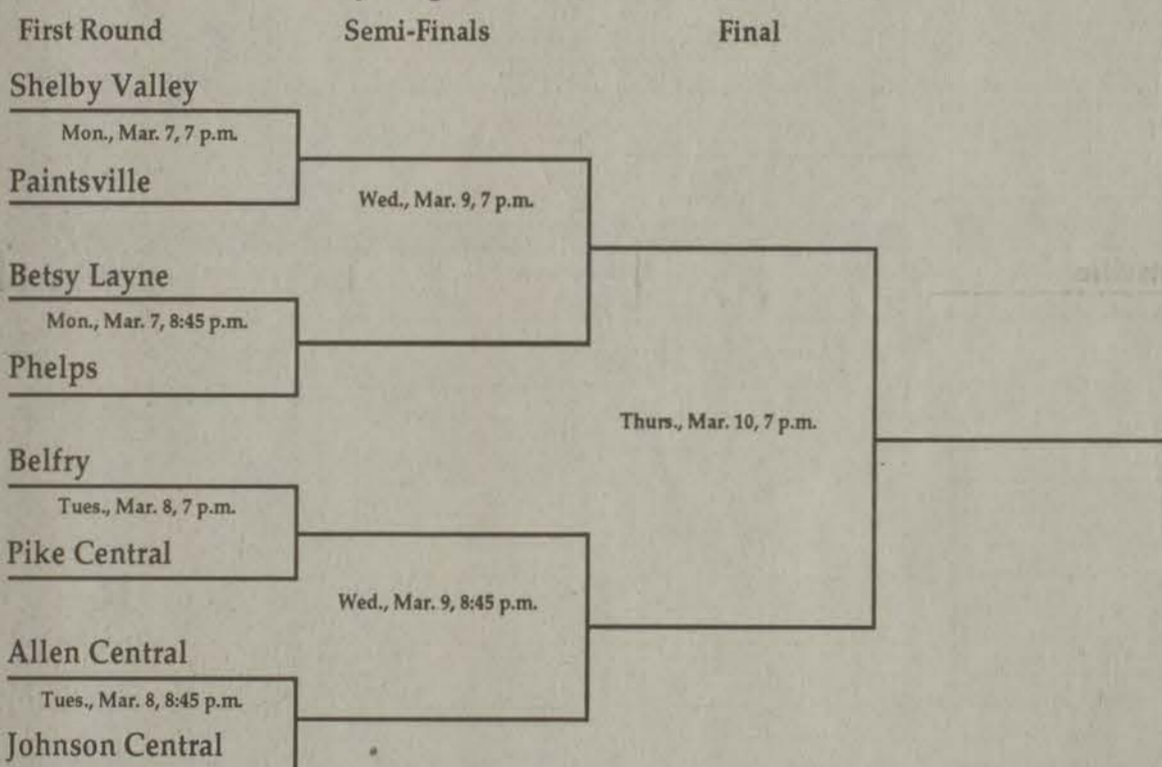 First Round Semi-Finals Final
Shelby Valley
Mon., Mar. 7, 7 p.m.
Paintsville
Wed., Mar. 9, 7 p.m.
Betsy Layne
Mon., Mar. 7, 8:45 p.m.
Phelps
Thurs., Mar. 10, 7 p.m.
Belfry
Tues., Mar. 8, 7 p.m.
Pike Central
Wed., Mar. 9, 8:45 p.m.
Allen Central
Tues., Mar. 8, 8:45 p.m.
Johnson Central